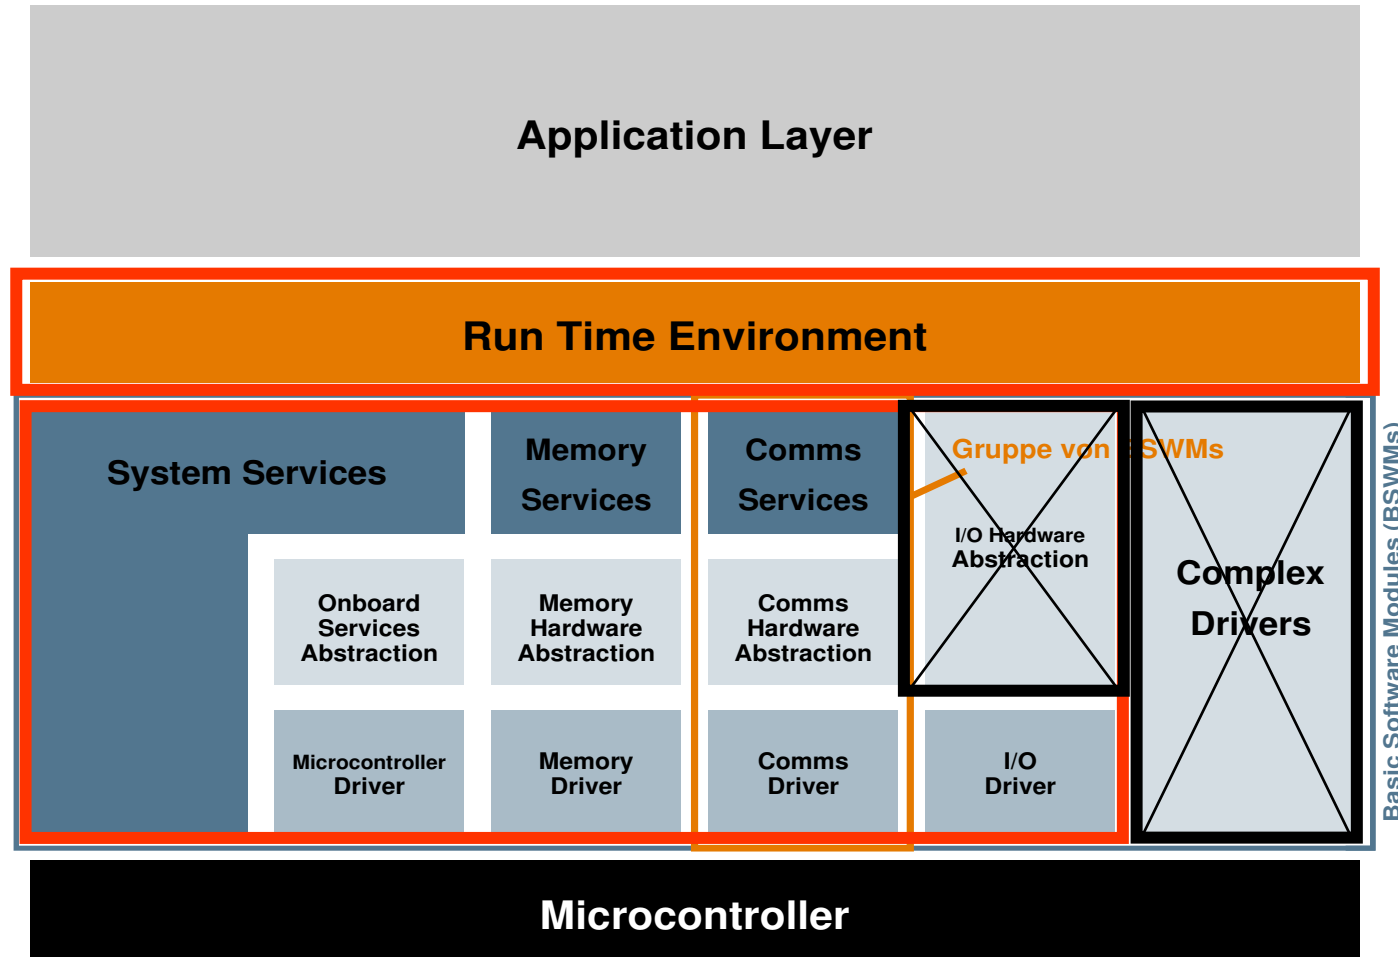 Application Layer
Run Time Environment
System Services
Memory
Services
Comms
Services
Gruppe von BSWMs
I/O Hardware
Abstraction
Complex
Drivers
Onboard
Services
Abstraction
Memory
Hardware
Abstraction
Comms
Hardware
Abstraction
Microcontroller
Driver
Memory
Driver
Comms
Driver
I/O
Driver
Basic Software Modules (BSWMs)
Microcontroller